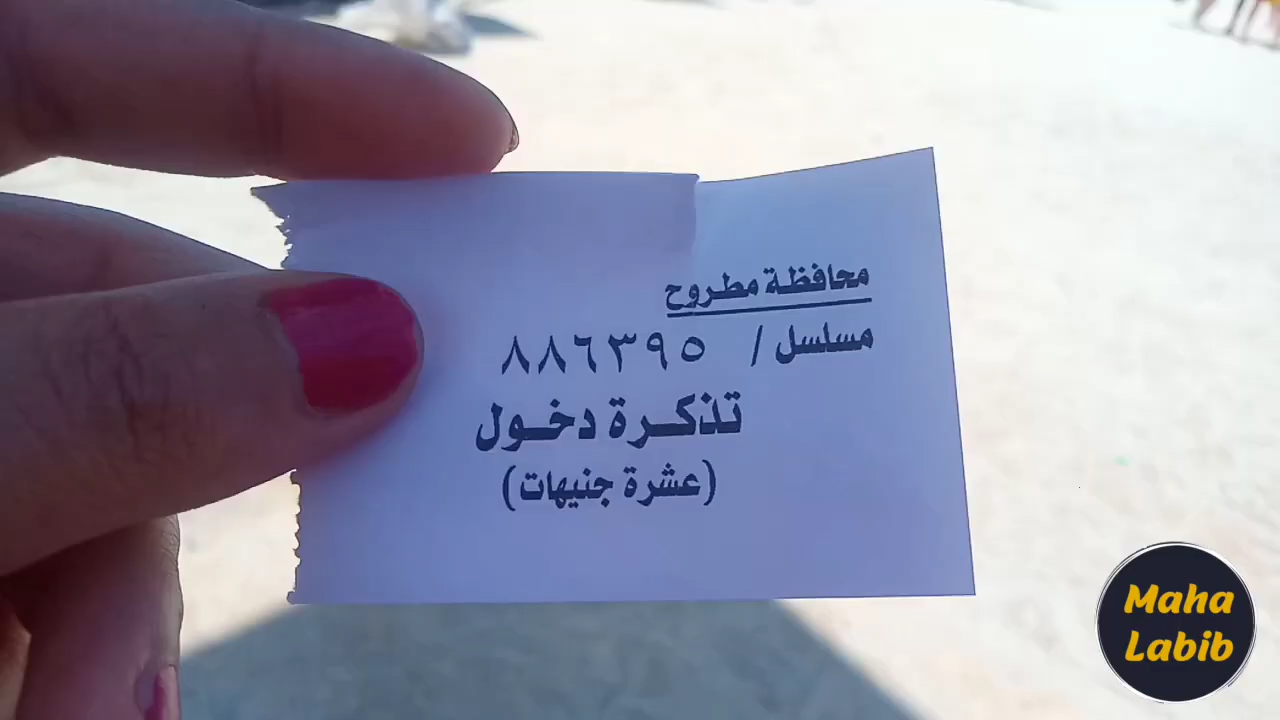 محافظة مطروح
مسلسل / ٨٨٦٣٩٥
تذكرة دخول
(عشرة جنيهات)
Maha
Labib